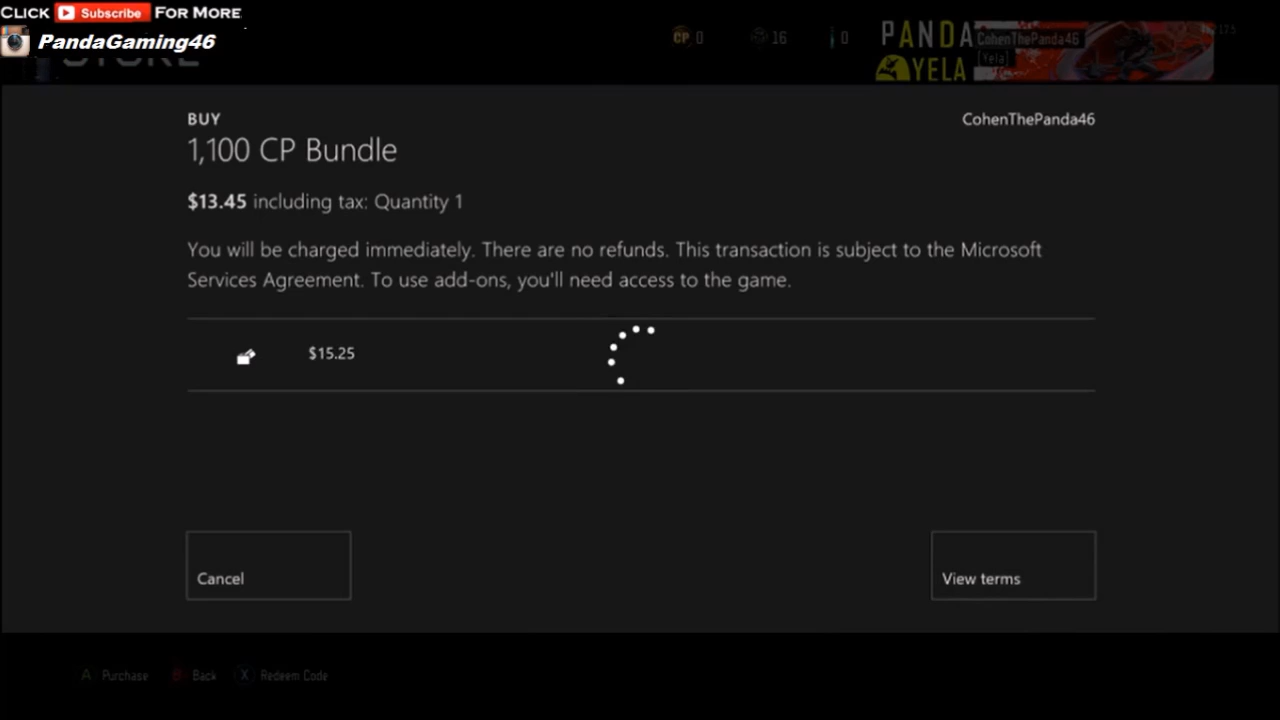 CLICK Subscribe FOR MORE
PandaGaming46
STORE
CP 0 16 0
PANDA
YELA
CohenThePanda46
[Yela]
BUY
CohenThePanda46
1,100 CP Bundle
$13.45 including tax: Quantity 1
You will be charged immediately. There are no refunds. This transaction is subject to the Microsoft
Services Agreement. To use add-ons, you'll need access to the game.
$15.25
Cancel
View terms
A Purchase B Back X Redeem Code